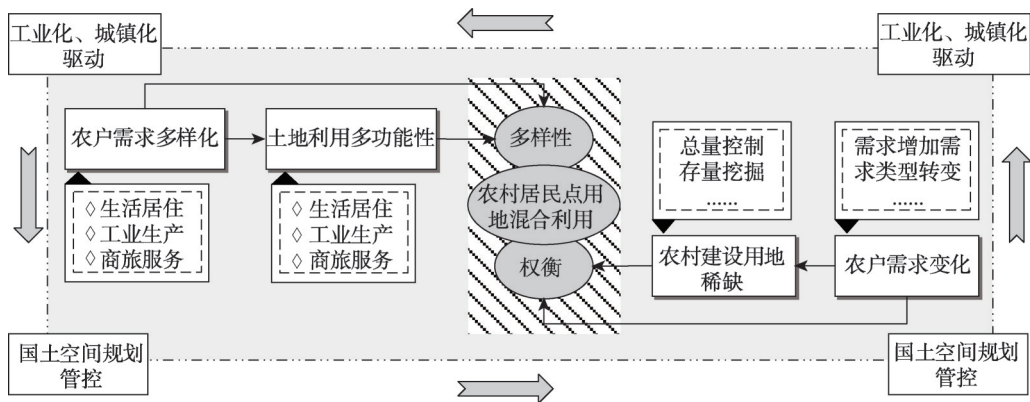 工业化、城镇化
驱动
工业化、城镇化
驱动
农户需求多样化
土地利用多功能性
多样性
总量控制
存量挖掘
……
需求增加需
求类型转变
……
◊ 生活居住
◊ 工业生产
◊ 商旅服务
◊ 生活居住
◊ 工业生产
◊ 商旅服务
农村居民点用
地混合利用
权衡
农村建设用地
稀缺
农户需求变化
国土空间规划
管控
国土空间规划
管控